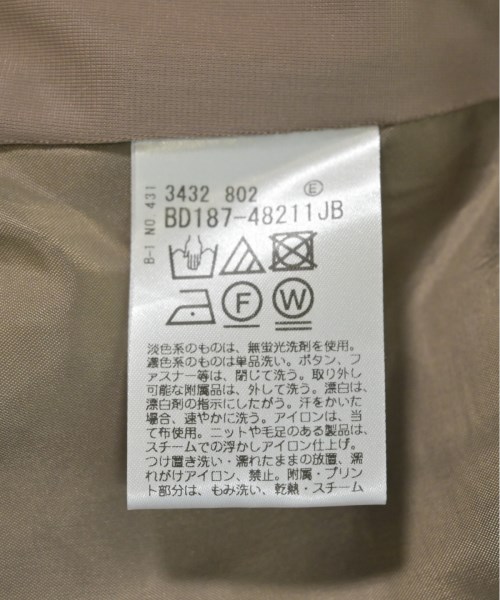 B-1 NO.431
3432 802 Ⓔ
BD187-48211JB
F W
淡色系のものは、無蛍光洗剤を使用。
濃色系のものは単品洗い。ボタン、フ
ァスナー等は、閉じて洗う。取り外し
可能な附属品は、外して洗う。漂白は、
漂白剤の指示にしたがう。汗をかいた
場合、速やかに洗う。アイロンは、当
て布使用。ニットや毛足のある製品は、
スチームでの浮かしアイロン仕上げ。
つけ置き洗い・濡れたままの放置、濡
れがけアイロン、禁止。附属・プリン
ト部分は、もみ洗い、乾熱・スチーム